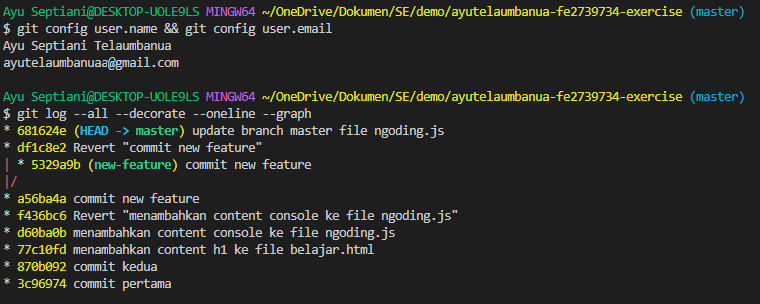 Ayu Septiani@DESKTOP-UOLE9LS MINGW64 ~/OneDrive/Dokumen/SE/demo/ayutelaumbanua-fe2739734-exercise (master)
$ git config user.name && git config user.email
Ayu Septiani Telaumbanua
ayutelaumbanuaa@gmail.com

Ayu Septiani@DESKTOP-UOLE9LS MINGW64 ~/OneDrive/Dokumen/SE/demo/ayutelaumbanua-fe2739734-exercise (master)
$ git log --all --decorate --oneline --graph
* 681624e (HEAD -> master) update branch master file ngoding.js
* df1c8e2 Revert "commit new feature"
| * 5329a9b (new-feature) commit new feature
|/
* a56ba4a commit new feature
* f436bc6 Revert "menambahkan content console ke file ngoding.js"
* d60ba0b menambahkan content console ke file ngoding.js
* 77c10fd menambahkan content h1 ke file belajar.html
* 870b092 commit kedua
* 3c96974 commit pertama